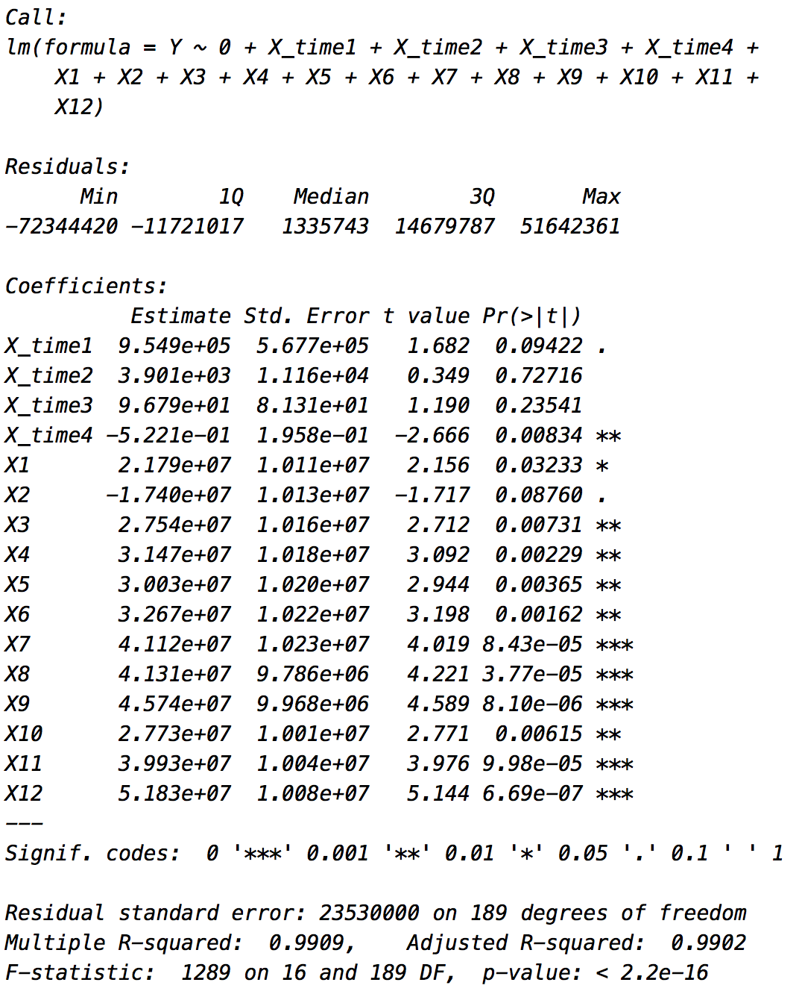 Call:
lm(formula = Y ~ 0 + X_time1 + X_time2 + X_time3 + X_time4 +
    X1 + X2 + X3 + X4 + X5 + X6 + X7 + X8 + X9 + X10 + X11 +
    X12)

Residuals:
      Min        1Q    Median        3Q       Max
−72344420 −11721017   1335743  14679787  51642361

Coefficients:
          Estimate Std. Error t value Pr(>|t|)
X_time1  9.549e+05  5.677e+05   1.682  0.09422 .
X_time2  3.901e+03  1.116e+04   0.349  0.72716
X_time3  9.679e+01  8.131e+01   1.190  0.23541
X_time4 −5.221e−01  1.958e−01  −2.666  0.00834 **
X1       2.179e+07  1.011e+07   2.156  0.03233 *
X2      −1.740e+07  1.013e+07  −1.717  0.08760 .
X3       2.754e+07  1.016e+07   2.712  0.00731 **
X4       3.147e+07  1.018e+07   3.092  0.00229 **
X5       3.003e+07  1.020e+07   2.944  0.00365 **
X6       3.267e+07  1.022e+07   3.198  0.00162 **
X7       4.112e+07  1.023e+07   4.019 8.43e−05 ***
X8       4.131e+07  9.786e+06   4.221 3.77e−05 ***
X9       4.574e+07  9.968e+06   4.589 8.10e−06 ***
X10      2.773e+07  1.001e+07   2.771  0.00615 **
X11      3.993e+07  1.004e+07   3.976 9.98e−05 ***
X12      5.183e+07  1.008e+07   5.144 6.69e−07 ***
−−−
Signif. codes:  0 '***' 0.001 '**' 0.01 '*' 0.05 '.' 0.1 ' ' 1

Residual standard error: 23530000 on 189 degrees of freedom
Multiple R−squared:  0.9909,    Adjusted R−squared:  0.9902
F−statistic:  1289 on 16 and 189 DF,  p−value: < 2.2e−16